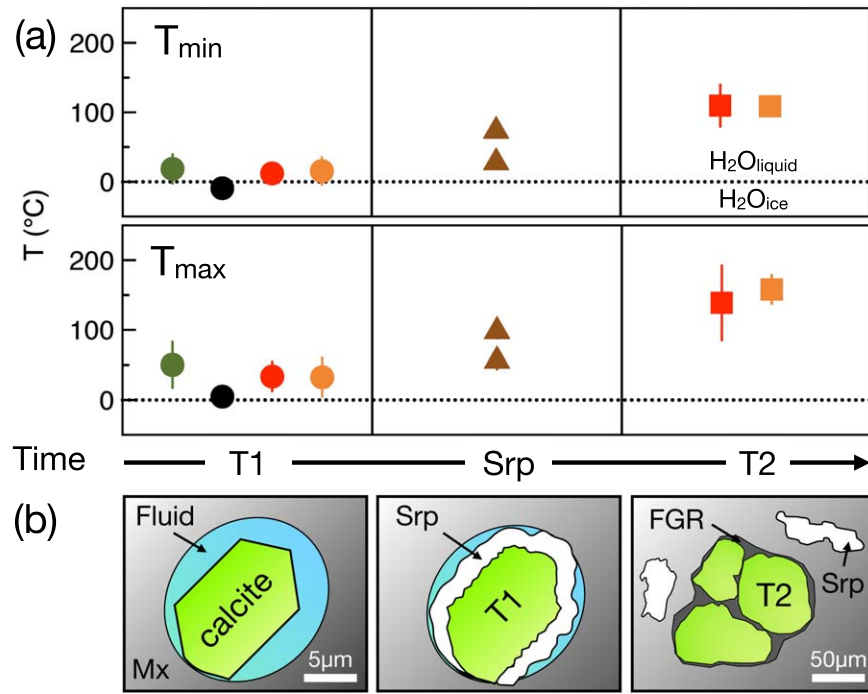 (a)
T (°C)
Tmin
200
100
0
H₂Oliquid
H₂Oice
Tmax
200
100
0
Time T1 Srp T2
(b)
Fluid
calcite
Mx
5µm
Srp
T1
FGR
T2
Srp
50µm